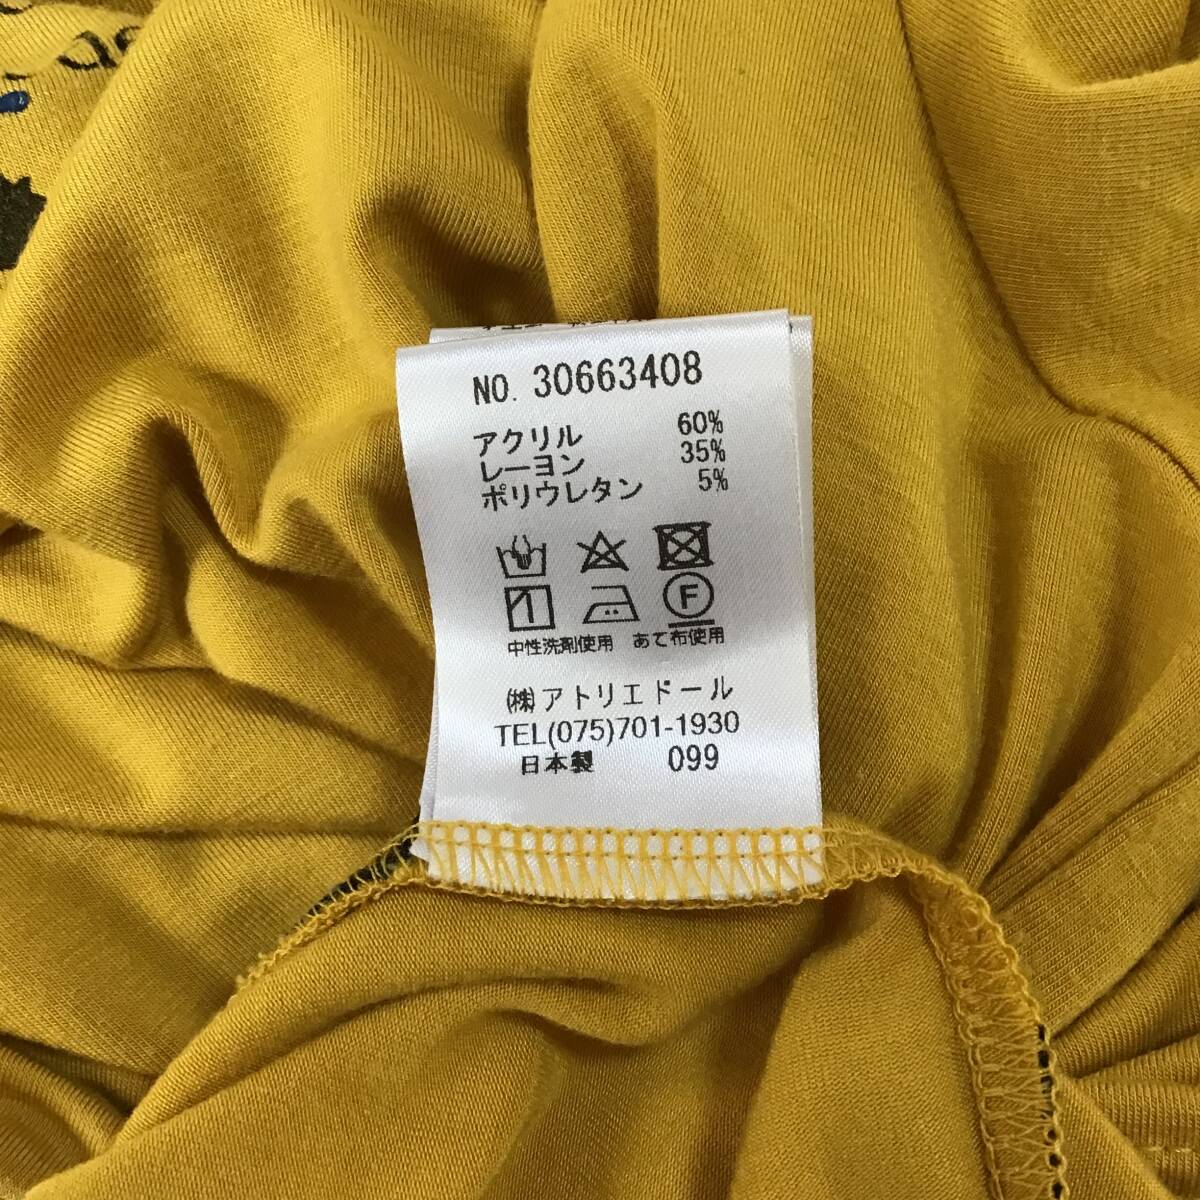 NO. 30663408
アクリル 60%
レーヨン 35%
ポリウレタン 5%
F
中性洗剤使用 あて布使用
㈱アトリエドール
TEL(075)701-1930
日本製 099